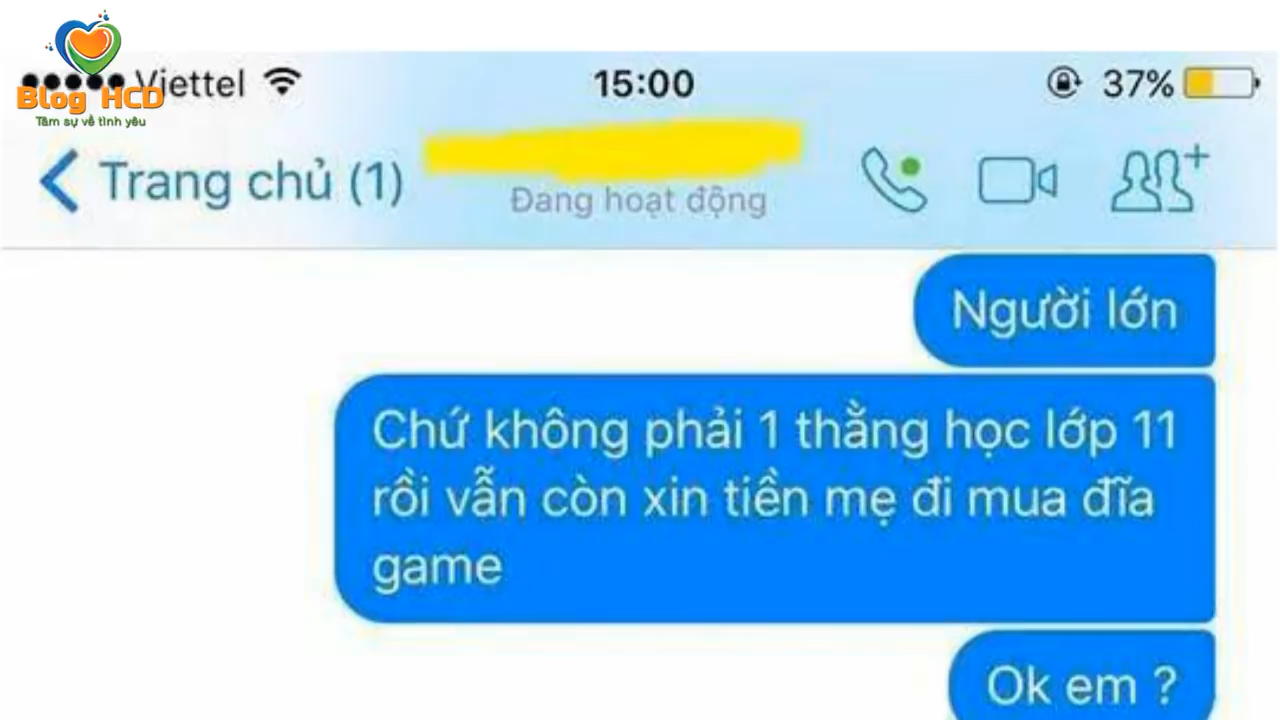 Viettel 15:00 37%
Blog HCD
Tâm sự về tình yêu
Trang chủ (1)
Đang hoạt động
Người lớn
Chứ không phải 1 thằng học lớp 11
rồi vẫn còn xin tiền mẹ đi mua đĩa
game
Ok em ?